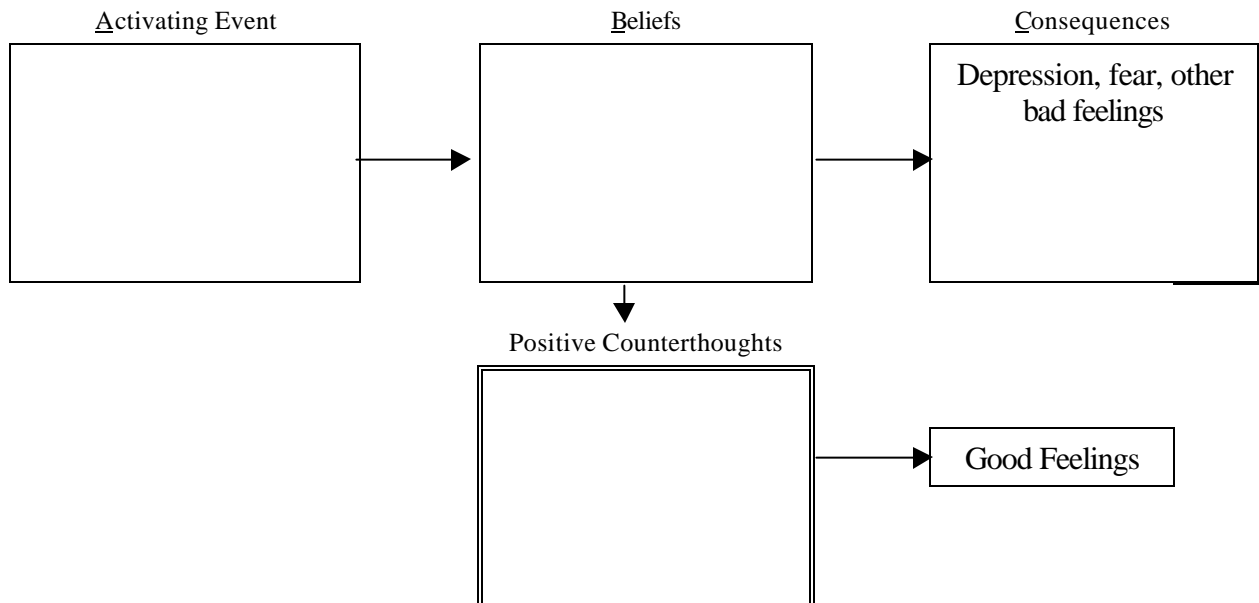 Activating Event
Beliefs
Consequences
Depression, fear, other
bad feelings
Positive Counterthoughts
Good Feelings